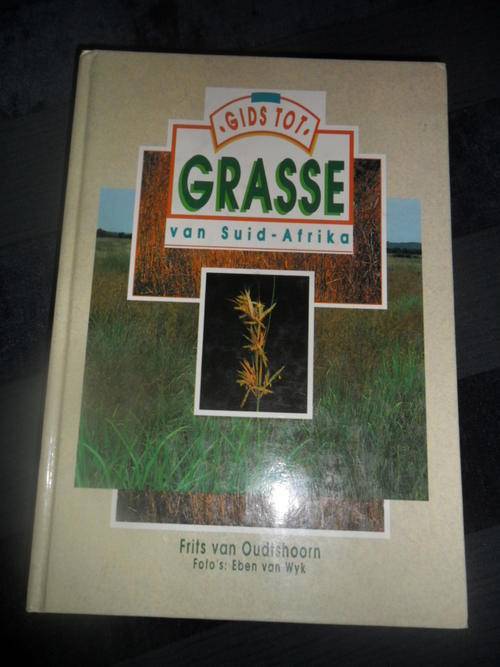 GIDS TOT
GRASSE
van Suid-Afrika
Frits van Oudtshoorn
Foto's: Eben van Wyk